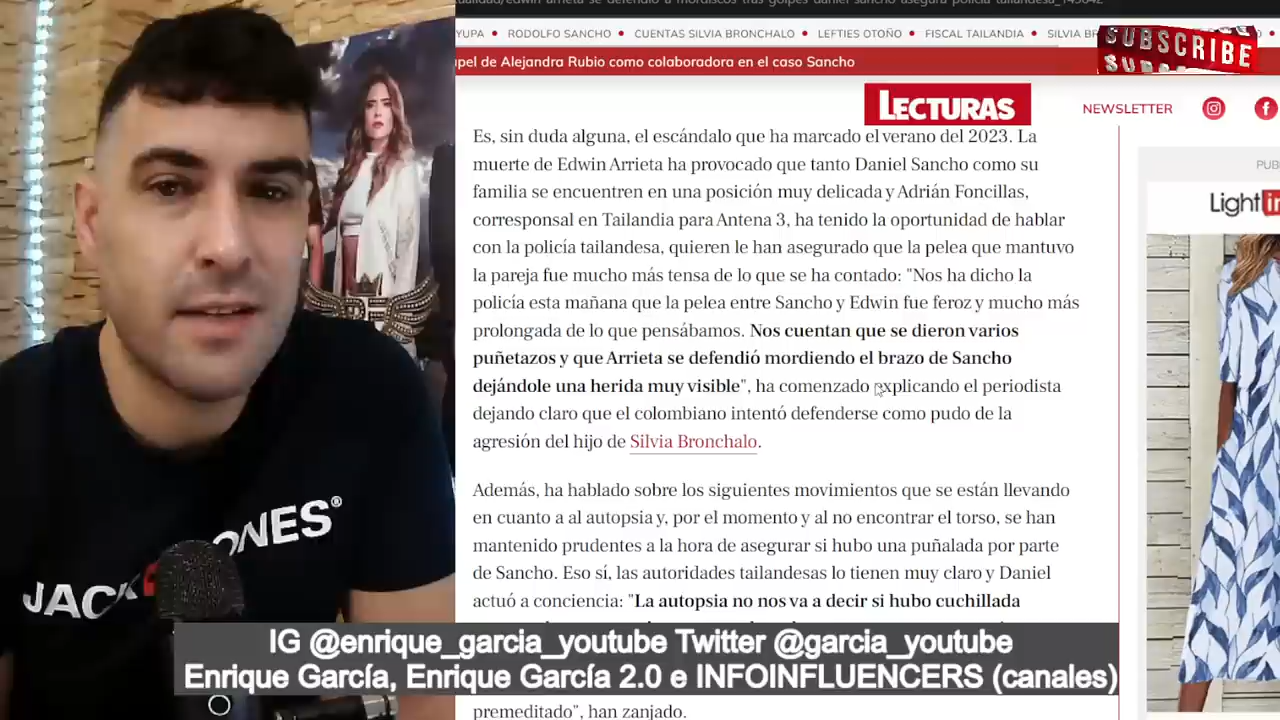 YUPA • RODOLFO SANCHO • CUENTAS SILVIA BRONCHALO • LEFTIES OTOÑO • FISCAL TAILANDIA • SILVIA
SUBSCRIBE
pel de Alejandra Rubio como colaboradora en el caso Sancho
LECTURAS
NEWSLETTER
Es, sin duda alguna, el escándalo que ha marcado el verano del 2023. La
muerte de Edwin Arrieta ha provocado que tanto Daniel Sancho como su
familia se encuentren en una posición muy delicada y Adrián Foncillas,
corresponsal en Tailandia para Antena 3, ha tenido la oportunidad de hablar
con la policía tailandesa, quieren le han asegurado que la pelea que mantuvo
la pareja fue mucho más tensa de lo que se ha contado: "Nos ha dicho la
policía esta mañana que la pelea entre Sancho y Edwin fue feroz y mucho más
prolongada de lo que pensábamos. Nos cuentan que se dieron varios
puñetazos y que Arrieta se defendió mordiendo el brazo de Sancho
dejándole una herida muy visible", ha comenzado explicando el periodista
dejando claro que el colombiano intentó defenderse como pudo de la
agresión del hijo de Silvia Bronchalo.
Además, ha hablado sobre los siguientes movimientos que se están llevando
en cuanto a al autopsia y, por el momento y al no encontrar el torso, se han
mantenido prudentes a la hora de asegurar si hubo una puñalada por parte
de Sancho. Eso sí, las autoridades tailandesas lo tienen muy claro y Daniel
actuó a conciencia: "La autopsia no nos va a decir si hubo cuchillada
premeditado", han zanjado.
PUB
Light in
JACK JONES®
IG @enrique_garcia_youtube Twitter @garcia_youtube
Enrique García, Enrique García 2.0 e INFOINFLUENCERS (canales)